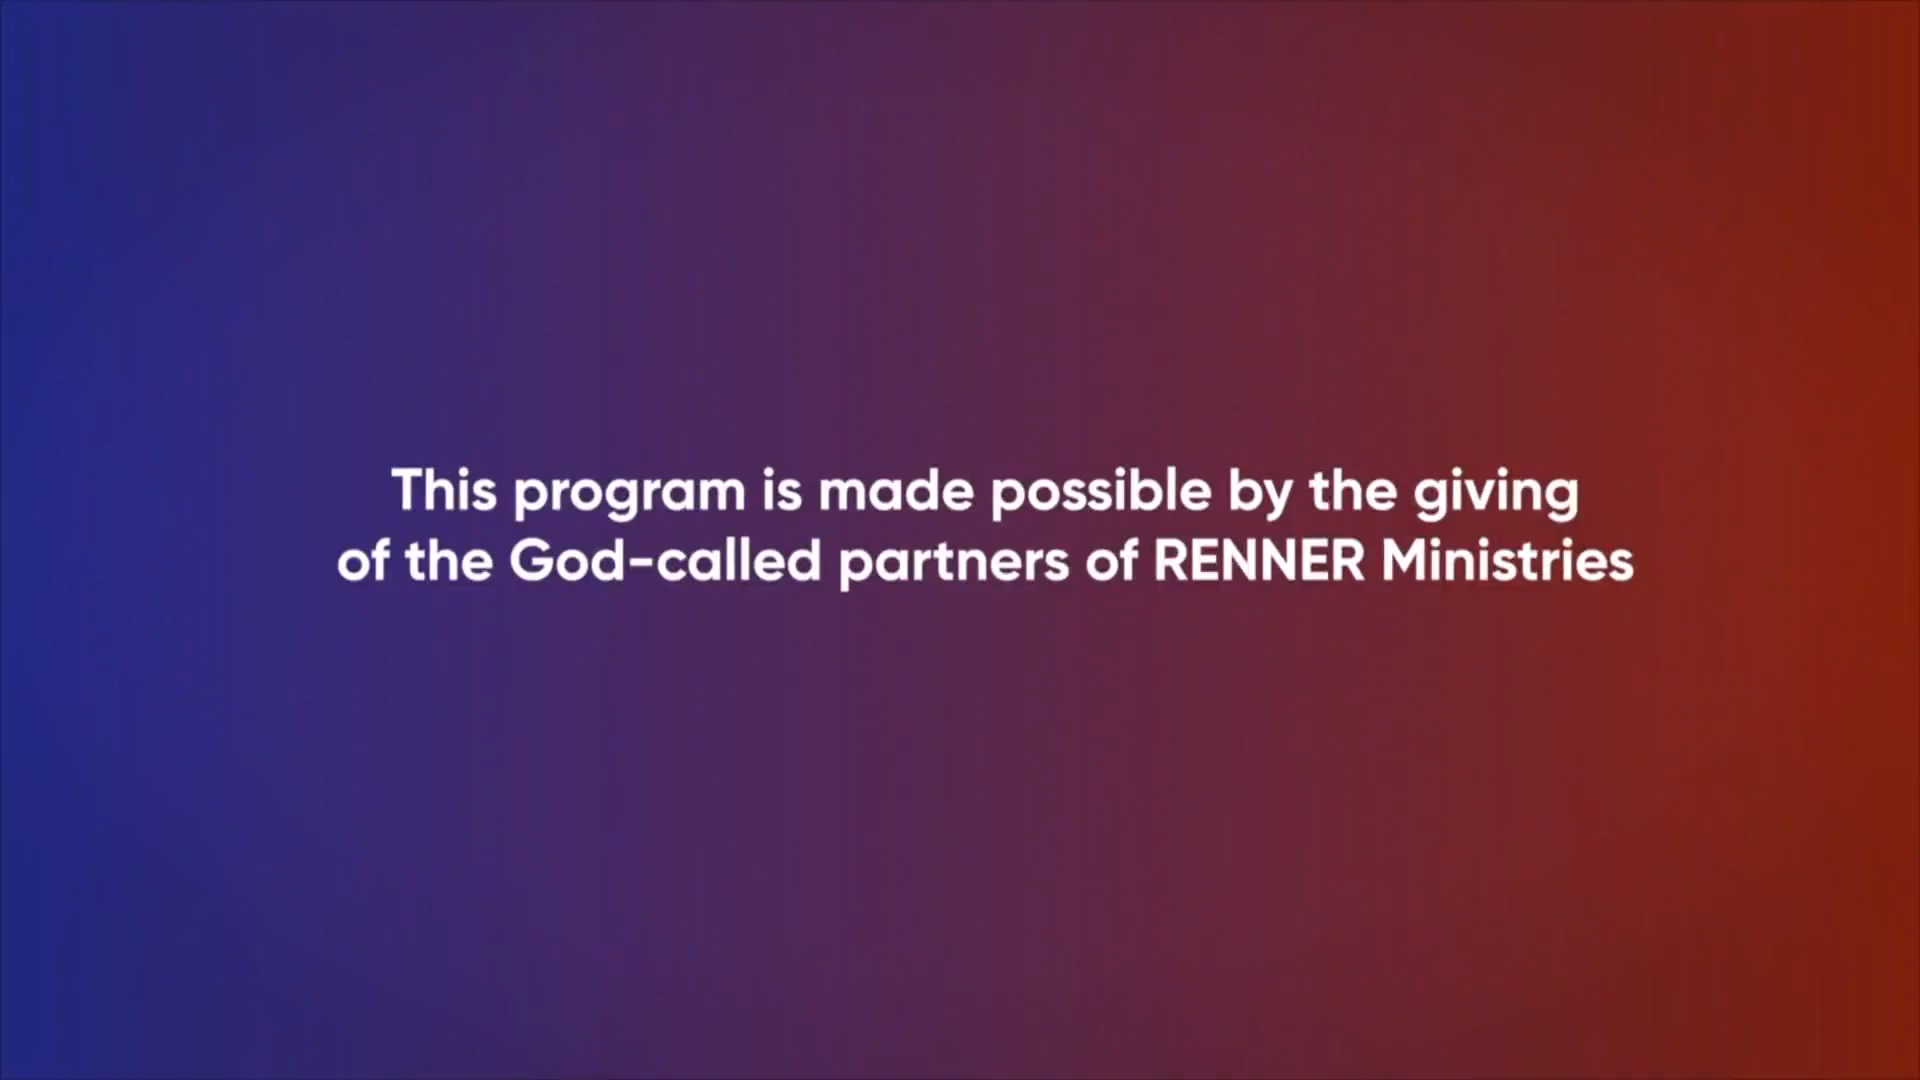 This program is made possible by the giving
of the God-called partners of RENNER Ministries